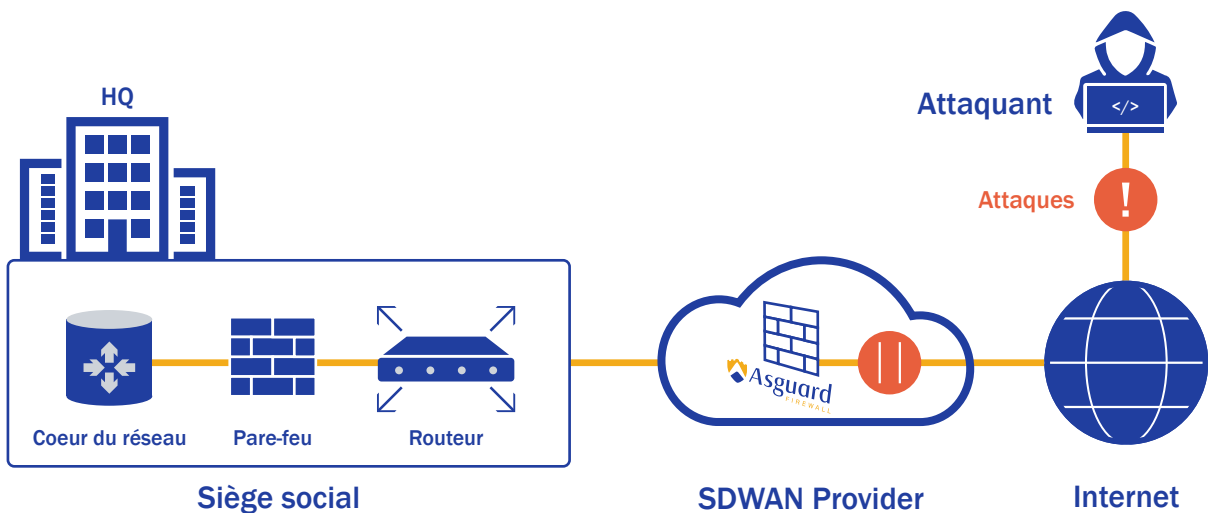 HQ
Attaquant
</>
Attaques
!
Asguard
FIREWALL
Coeur du réseau
Pare-feu
Routeur
Siège social
SDWAN Provider
Internet